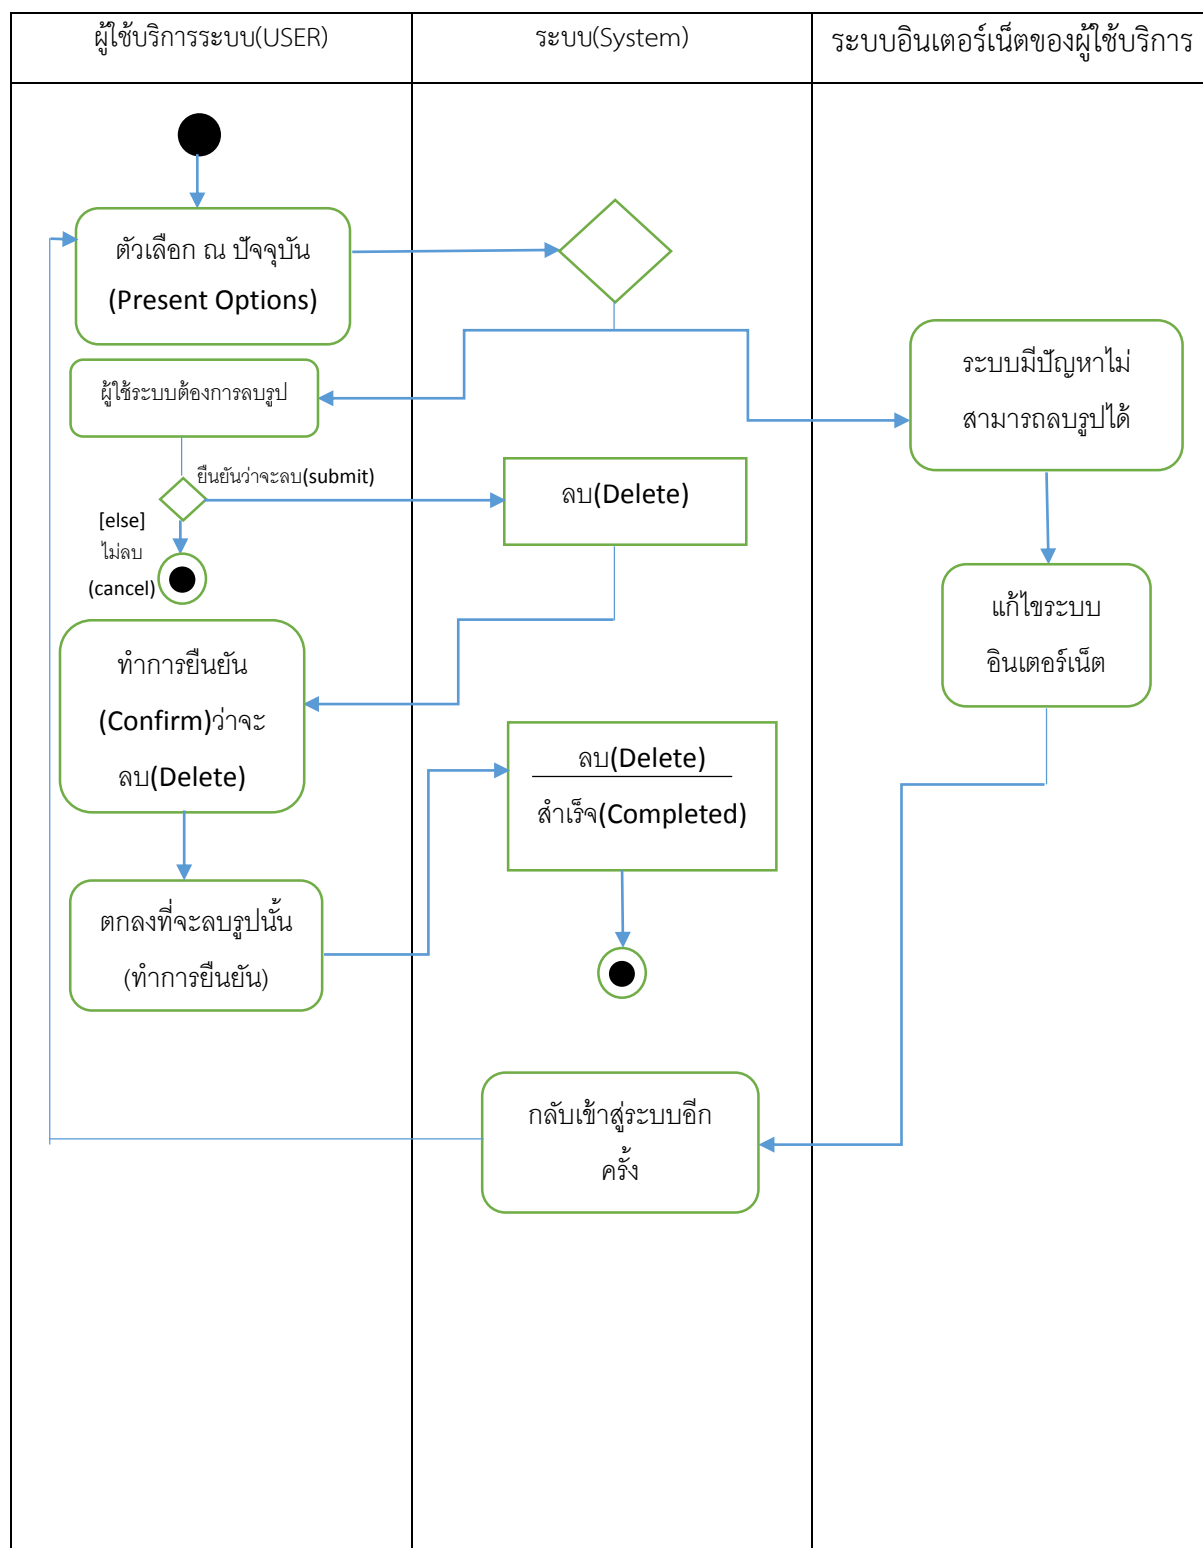 ผู้ใช้บริการระบบ(USER)
ระบบ(System)
ระบบอินเตอร์เน็ตของผู้ใช้บริการ
ตัวเลือก ณ ปัจจุบัน
(Present Options)
ผู้ใช้ระบบต้องการลบรูป
ระบบมีปัญหาไม่
สามารถลบรูปได้
ยืนยันว่าจะลบ(submit)
[else]
ไม่ลบ
(cancel)
ลบ(Delete)
แก้ไขระบบ
อินเตอร์เน็ต
ทำการยืนยัน
(Confirm)ว่าจะ
ลบ(Delete)
ลบ(Delete)
สำเร็จ(Completed)
ตกลงที่จะลบรูปนั้น
(ทำการยืนยัน)
กลับเข้าสู่ระบบอีก
ครั้ง